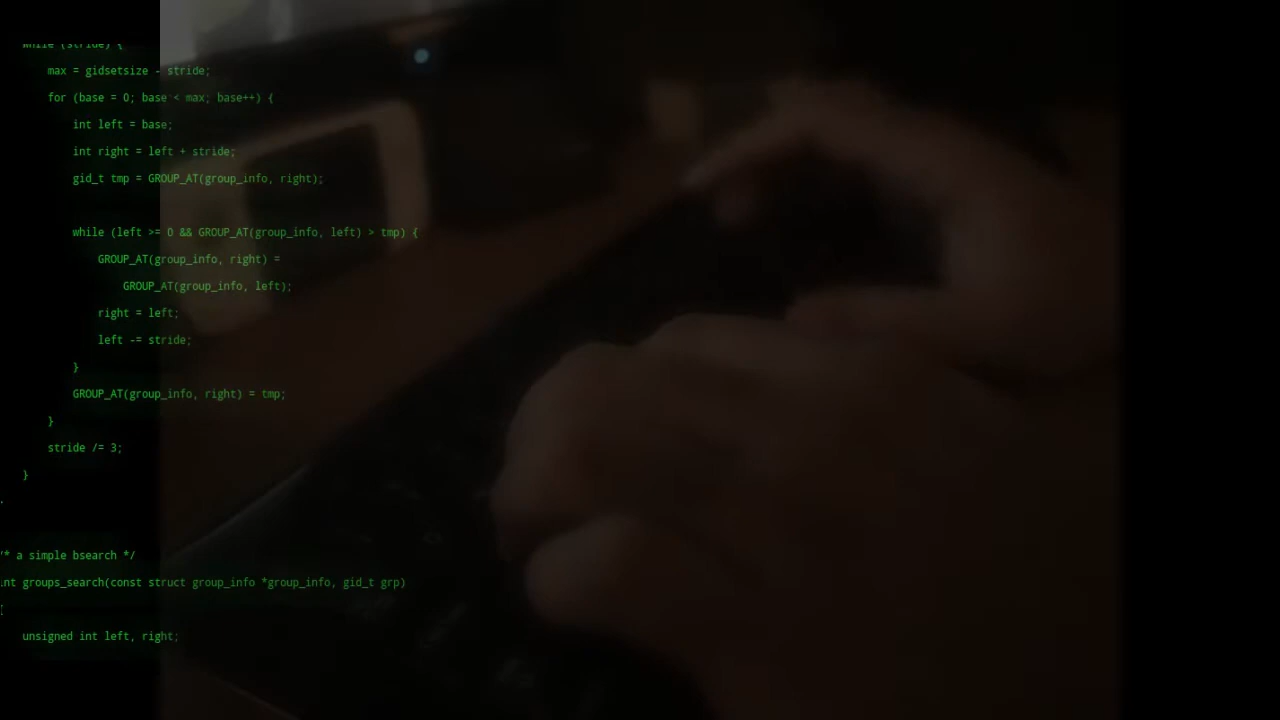 while (stride) {
max = gidsetsize - stride;
for (base = 0; base < max; base++) {
int left = base;
int right = left + stride;
gid_t tmp = GROUP_AT(group_info, right);
while (left >= 0 && GROUP_AT(group_info, left) > tmp) {
GROUP_AT(group_info, right) =
GROUP_AT(group_info, left);
right = left;
left -= stride;
}
GROUP_AT(group_info, right) = tmp;
}
stride /= 3;
}
/* a simple bsearch */
int groups_search(const struct group_info *group_info, gid_t grp)
{
unsigned int left, right;